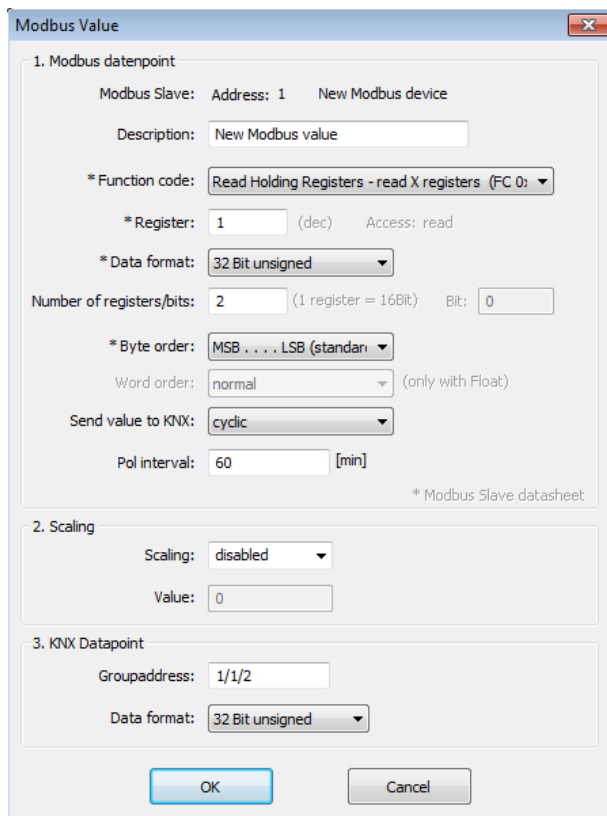 Modbus Value
1. Modbus datenpoint
Modbus Slave: Address: 1 New Modbus device
Description: New Modbus value
* Function code: Read Holding Registers - read X registers (FC 0x
* Register: 1 (dec) Access: read
* Data format: 32 Bit unsigned
Number of registers/bits: 2 (1 register = 16Bit) Bit: 0
* Byte order: MSB . . . . LSB (standar
Word order: normal (only with Float)
Send value to KNX: cyclic
Pol interval: 60 [min]
* Modbus Slave datasheet
2. Scaling
Scaling: disabled
Value: 0
3. KNX Datapoint
Groupaddress: 1/1/2
Data format: 32 Bit unsigned
OK Cancel